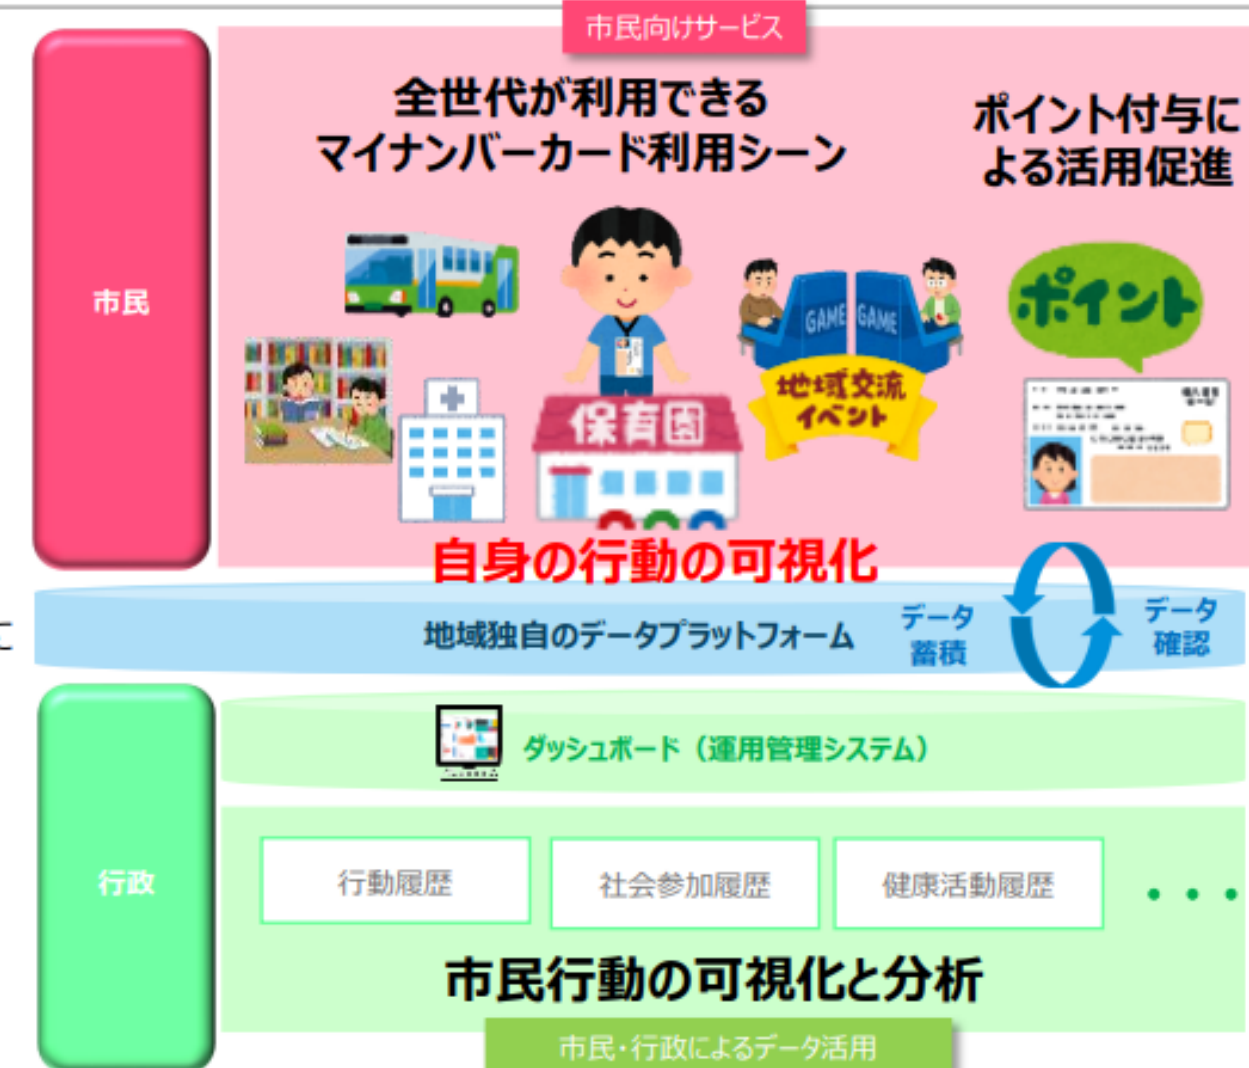 市民向けサービス
市民
全世代が利用できる
マイナンバーカード利用シーン
ポイント付与に
よる活用促進
GAME GAME
地域交流
イベント
保育園
ポイント
自身の行動の可視化
に
地域独自のデータプラットフォーム
データ
蓄積
データ
確認
行政
ダッシュボード（運用管理システム）
行動履歴
社会参加履歴
健康活動履歴
・・・
市民行動の可視化と分析
市民・行政によるデータ活用